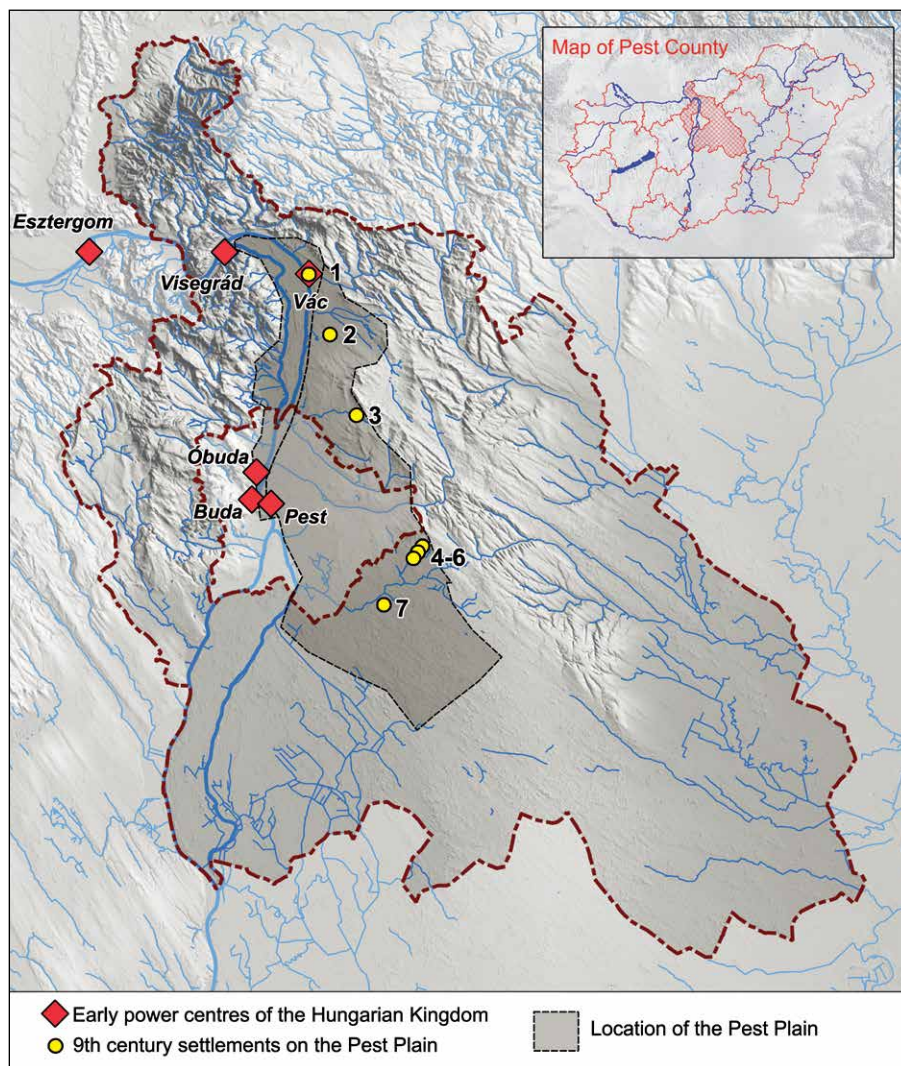 Map of Pest County
Esztergom
Visegrád
1
Vác
2
3
Óbuda
Buda
Pest
4-6
7
Early power centres of the Hungarian Kingdom
9th century settlements on the Pest Plain
Location of the Pest Plain